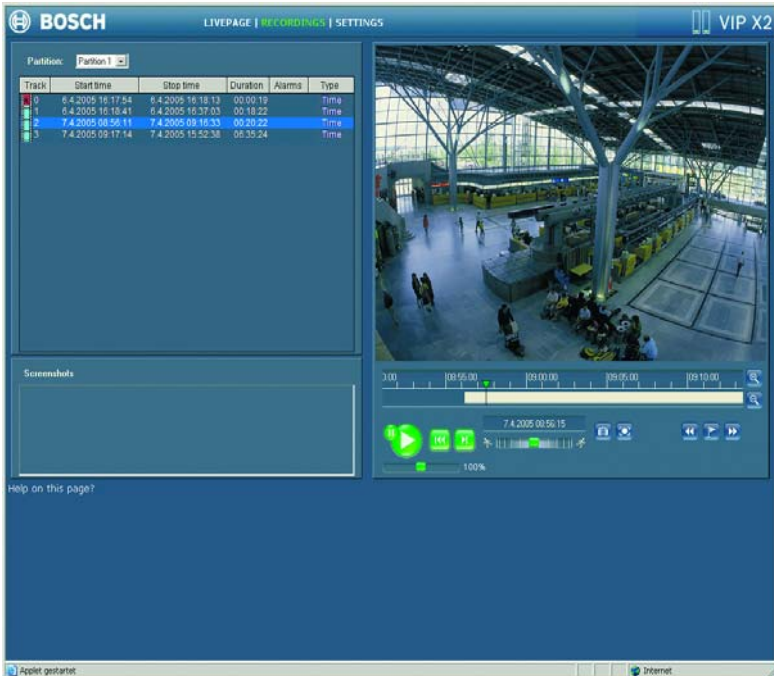 BOSCH
LIVEPAGE | RECORDINGS | SETTINGS
VIP X2
Partition: Partition 1
Track Start time Stop time Duration Alarms Type
0 6.4.2005 16:17:54 6.4.2005 16:18:13 00:00:19 Time
1 6.4.2005 16:18:41 6.4.2005 16:37:03 00:18:22 Time
2 7.4.2005 08:56:11 7.4.2005 09:16:33 00:20:22 Time
3 7.4.2005 09:17:14 7.4.2005 15:52:38 06:35:24 Time
Screenshots
0:00 08:55:00 09:00:00 09:05:00 09:10:00
7.4.2005 08:56:15
100%
Help on this page?
Applet gestartet
Internet